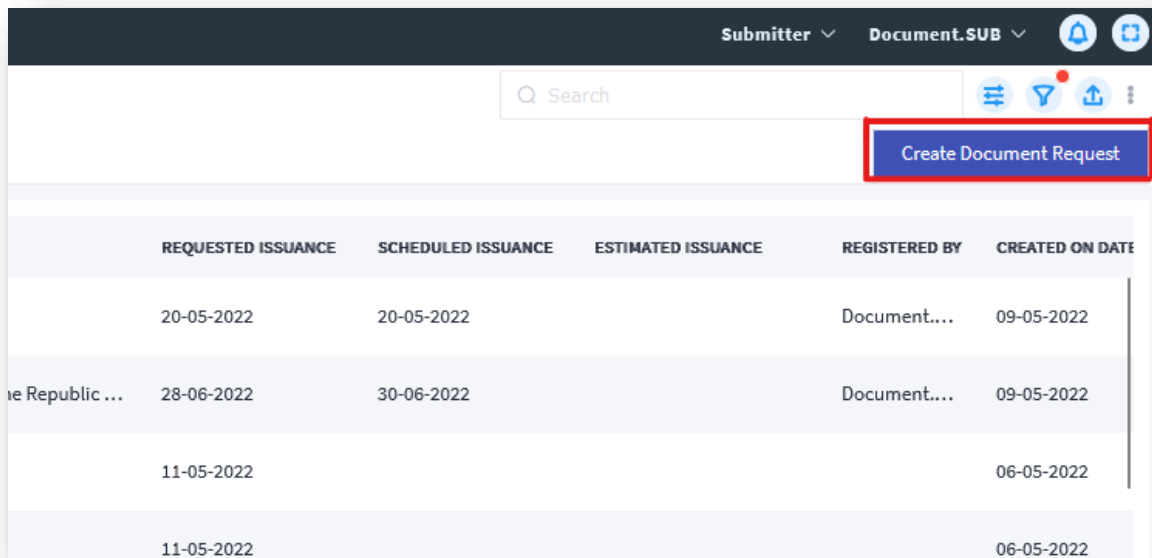 Submitter Document.SUB
Search
Create Document Request
REQUESTED ISSUANCE SCHEDULED ISSUANCE ESTIMATED ISSUANCE REGISTERED BY CREATED ON DATE
20-05-2022 20-05-2022 Document.... 09-05-2022
he Republic ... 28-06-2022 30-06-2022 Document.... 09-05-2022
11-05-2022 06-05-2022
11-05-2022 06-05-2022